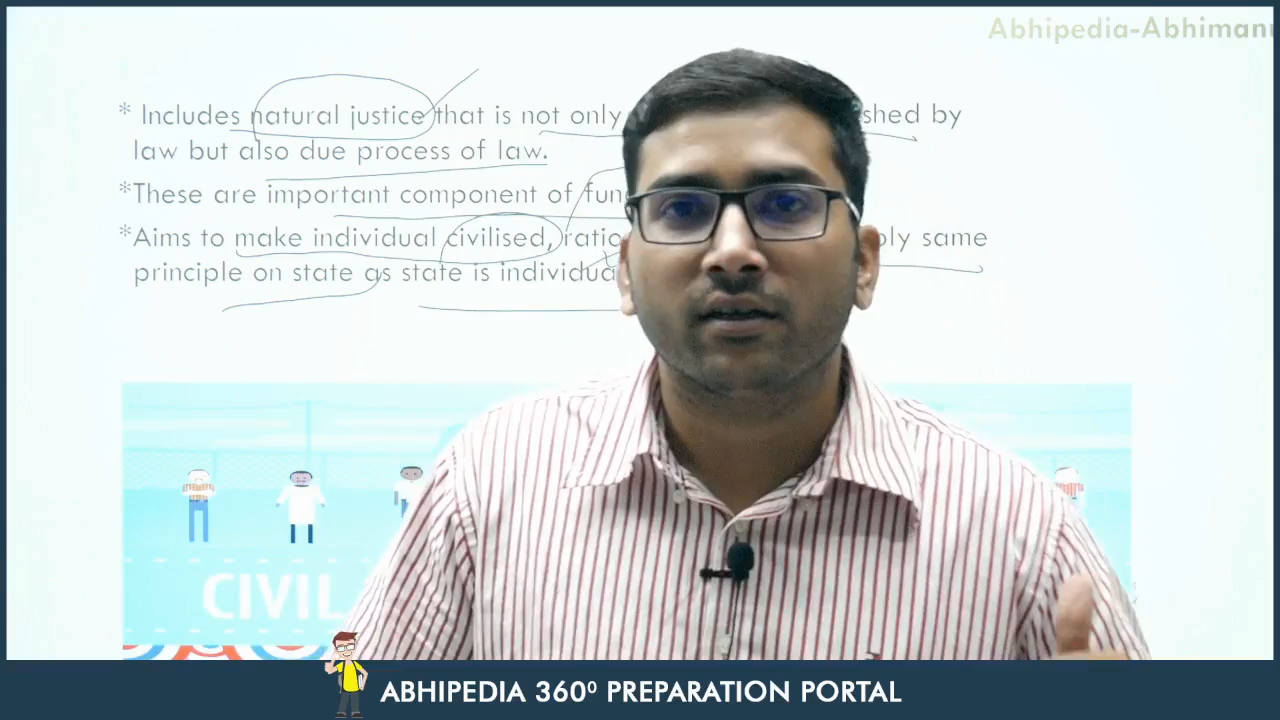 Abhipedia-Abhimanu
* Includes natural justice that is not only shed by
law but also due process of law.
*These are important component of fun
*Aims to make individual civilised, ratio ply same
principle on state as state is individua
CIVIL
ABHIPEDIA 360⁰ PREPARATION PORTAL